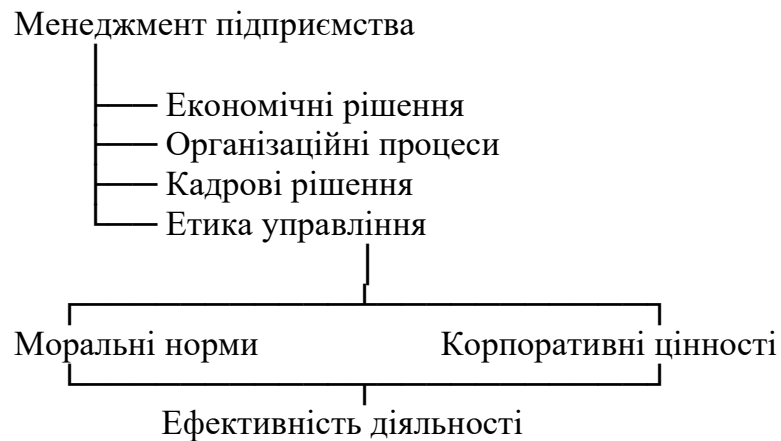 Менеджмент підприємства
Економічні рішення
Організаційні процеси
Кадрові рішення
Етика управління
Моральні норми Корпоративні цінності
Ефективність діяльності